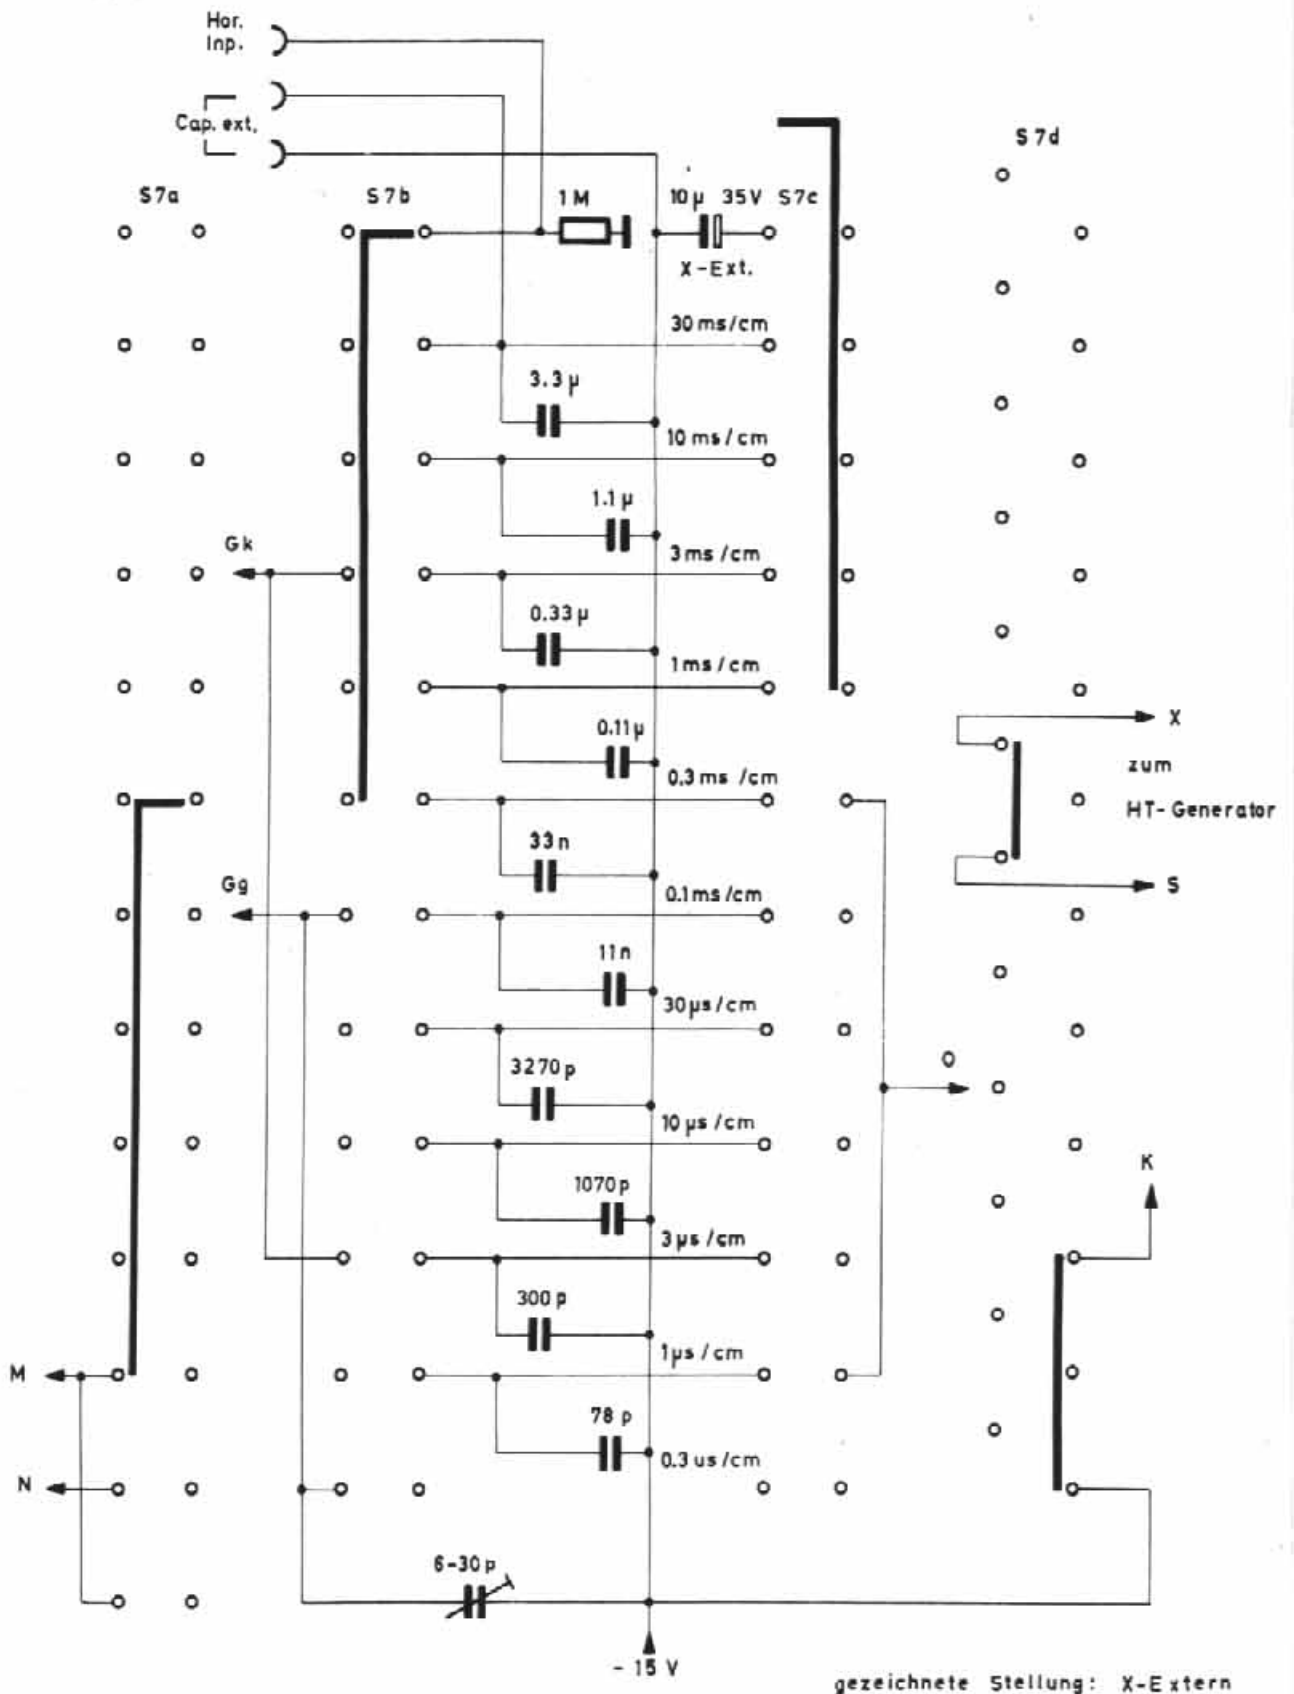 Hor.
Inp.
Cap. ext.
S7d
S7a
S7b
1M
10µ 35V
S7c
X-Ext.
30 ms/cm
3.3 µ
10 ms/cm
1.1 µ
Gk
3 ms/cm
0.33 µ
1 ms/cm
0.11 µ
X
0.3 ms/cm
zum
HT-Generator
33n
Gg
S
0.1 ms/cm
11n
30 µs/cm
3270 p
O
10 µs/cm
1070 p
K
3 µs/cm
300 p
1 µs/cm
M
78 p
0.3 us/cm
N
6-30p
- 15 V
gezeichnete Stellung: X-Extern